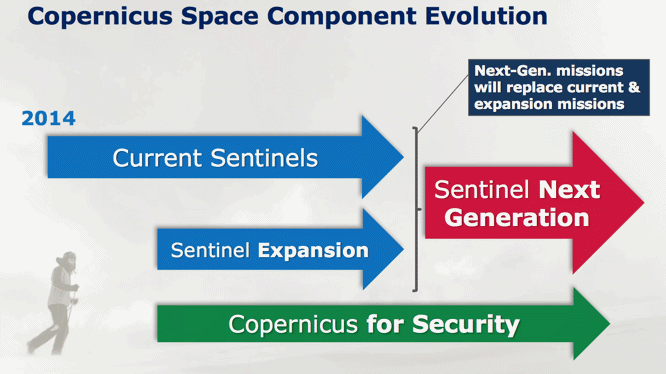 Copernicus Space Component Evolution
Next-Gen. missions
will replace current &
expansion missions
2014
Current Sentinels
Sentinel Next
Generation
Sentinel Expansion
Copernicus for Security